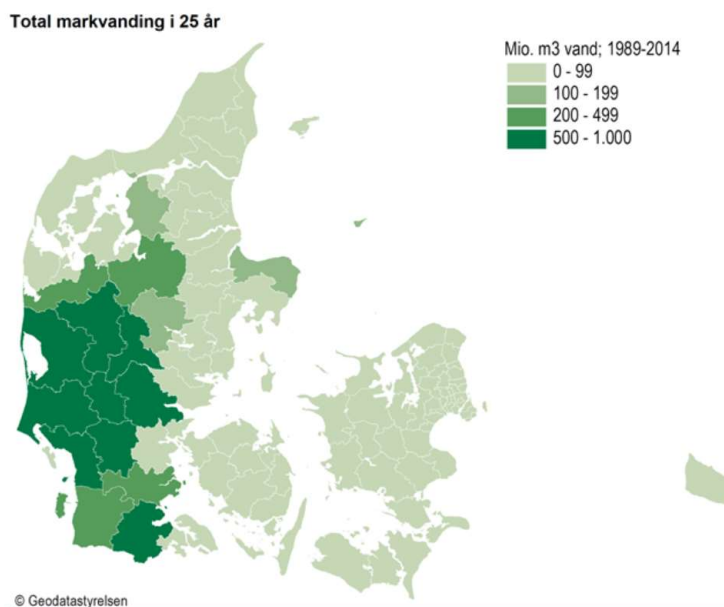 Total markvanding i 25 år
Mio. m3 vand; 1989-2014
0 - 99
100 - 199
200 - 499
500 - 1.000
© Geodatastyrelsen